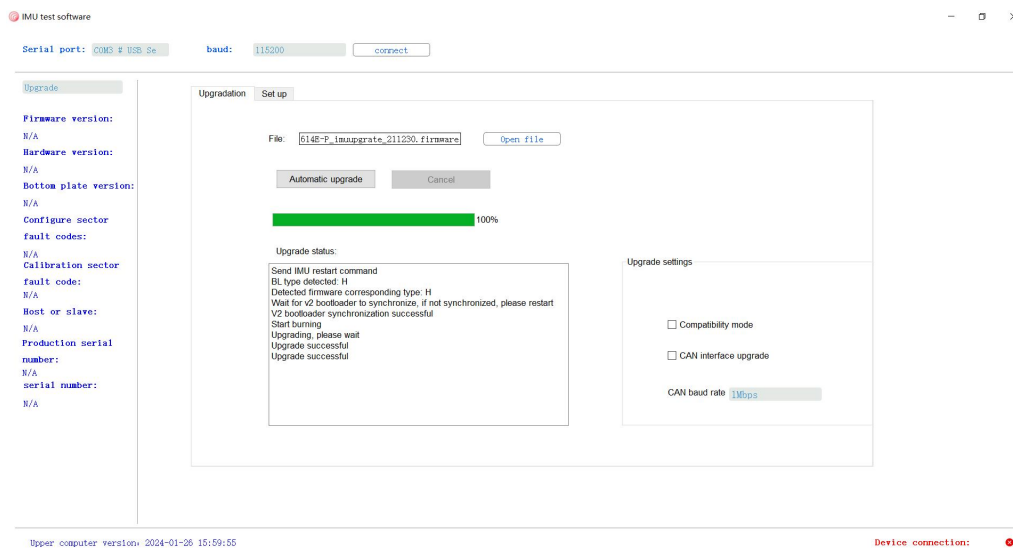 IMU test software
Serial port: COM3 # USB Se baud: 115200 connect
Upgrade
Firmware version:
N/A
Hardware version:
N/A
Bottom plate version:
N/A
Configure sector
fault codes:
N/A
Calibration sector
fault code:
N/A
Host or slave:
N/A
Production serial
number:
N/A
serial number:
N/A
Upgradation Set up
File: 614E-P_imuupgrate_211230.firmware Open file
Automatic upgrade Cancel
100%
Upgrade status:
Send IMU restart command
BL type detected: H
Detected firmware corresponding type: H
Wait for v2 bootloader to synchronize, if not synchronized, please restart
V2 bootloader synchronization successful
Start burning
Upgrading, please wait
Upgrade successful
Upgrade successful
Upgrade settings
Compatibility mode
CAN interface upgrade
CAN baud rate 1Mbps
Upper computer version: 2024-01-26 15:59:55
Device connection: